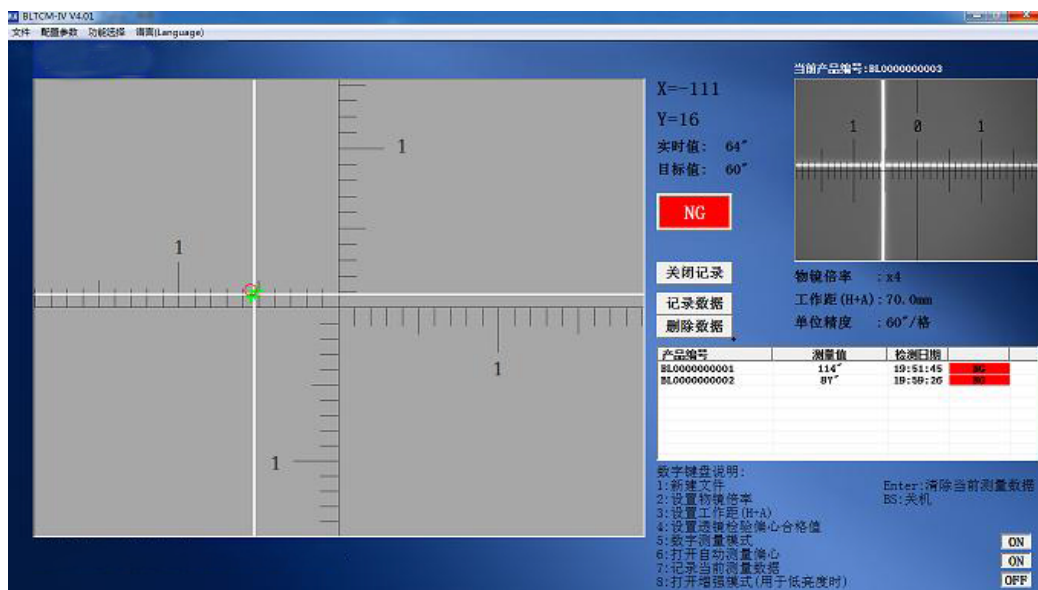 BLTCM-IV V4.01
文件 配置参数 功能选择 语言(Language)
当前产品编号:BL0000000003
X=-111
Y=16
实时值: 64″
目标值: 60″
NG
1
1
1
1
1 0 1
关闭记录
记录数据
删除数据
物镜倍率 :x4
工作距(H+A):70.0mm
单位精度 :60″/格
产品编号 测量值 检测日期
BL0000000001 114″ 19:51:45 NG
BL0000000002 19:59:26 NG
数字键盘说明:
1:新建文件
2:设置物镜倍率
3:设置工作距(H+A)
4:设置透镜检验偏心合格值
5:数字测量模式
6:打开自动测量偏心
7:记录当前测量数据
8:打开增强模式(用于低亮度时)
Enter:清除当前测量数据
BS:关机
ON
ON
OFF